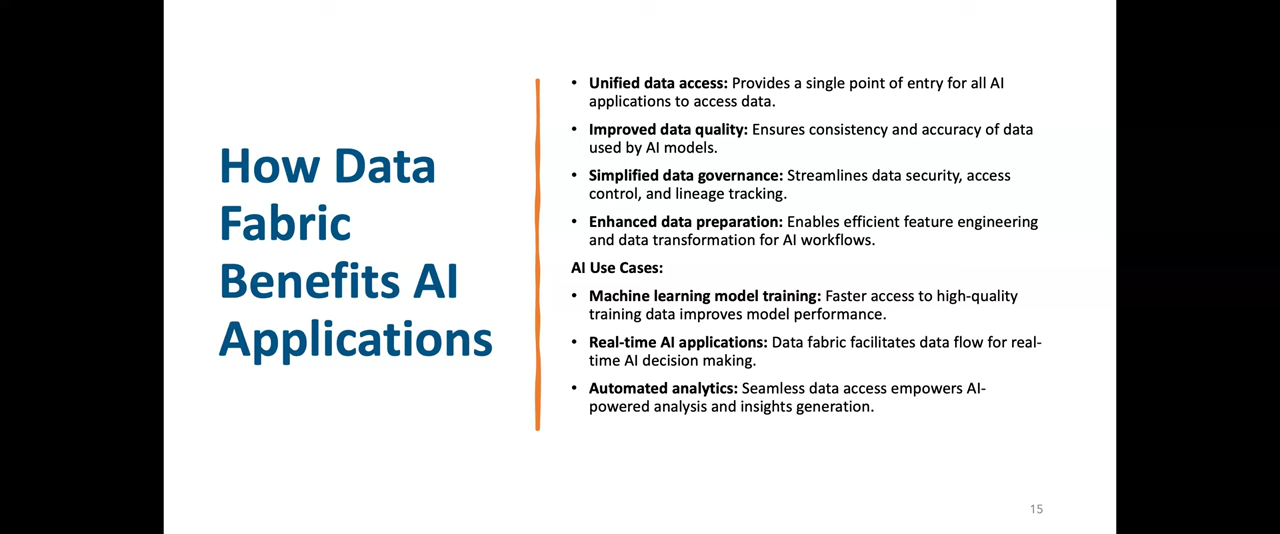 How Data
Fabric
Benefits AI
Applications
• Unified data access: Provides a single point of entry for all AI
applications to access data.
• Improved data quality: Ensures consistency and accuracy of data
used by AI models.
• Simplified data governance: Streamlines data security, access
control, and lineage tracking.
• Enhanced data preparation: Enables efficient feature engineering
and data transformation for AI workflows.
AI Use Cases:
• Machine learning model training: Faster access to high-quality
training data improves model performance.
• Real-time AI applications: Data fabric facilitates data flow for real-
time AI decision making.
• Automated analytics: Seamless data access empowers AI-
powered analysis and insights generation.
15